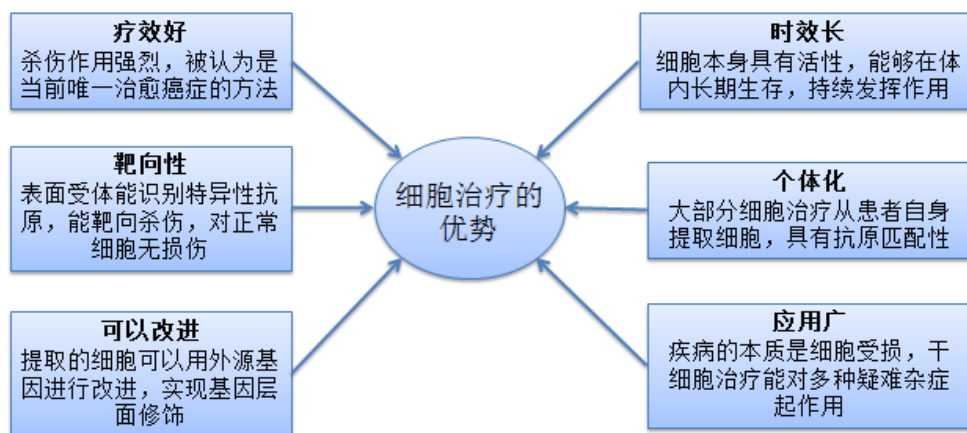 疗效好
杀伤作用强烈，被认为是
当前唯一治愈癌症的方法
靶向性
表面受体能识别特异性抗
原，能靶向杀伤，对正常
细胞无损伤
可以改进
提取的细胞可以用外源基
因进行改进，实现基因层
面修饰
细胞治疗的
优势
时效长
细胞本身具有活性，能够在体
内长期生存，持续发挥作用
个体化
大部分细胞治疗从患者自身
提取细胞，具有抗原匹配性
应用广
疾病的本质是细胞受损，干
细胞治疗能对多种疑难杂症
起作用